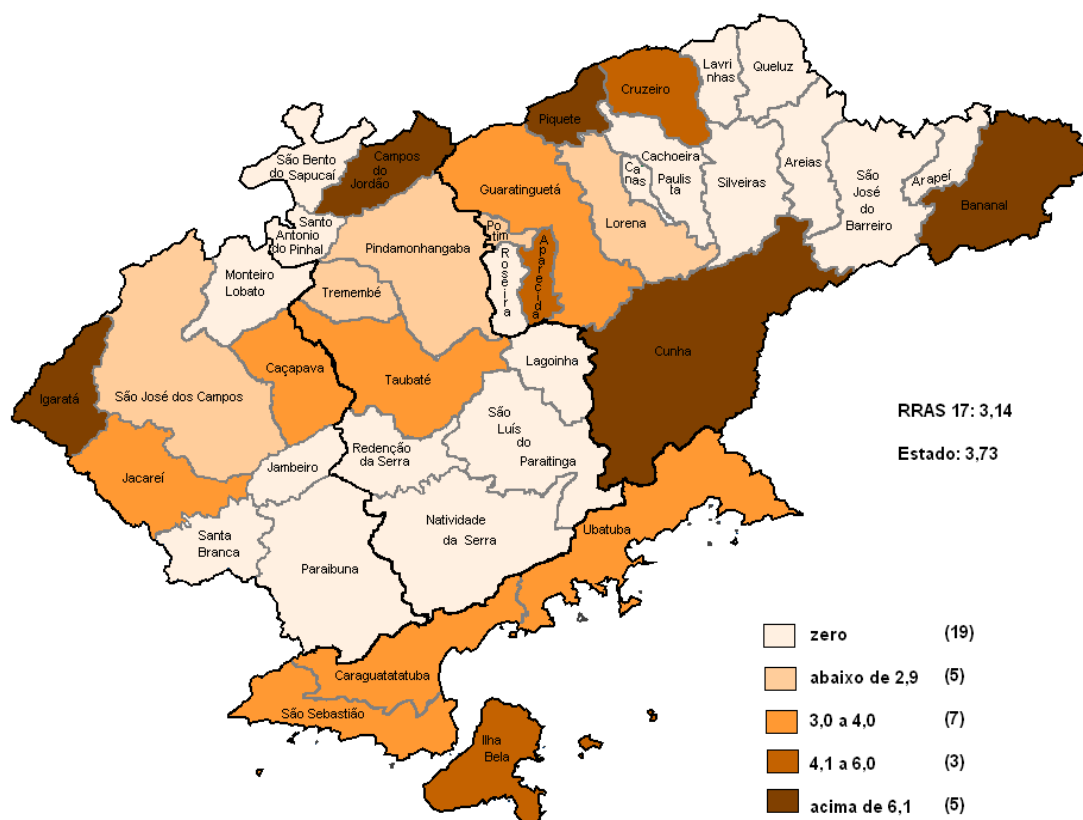 Lavri
nhas
Queluz
Cruzeiro
Piquete
São Bento
do Sapucaí
Campos
do
Jordão
Cachoeira
Paulis
ta
Ca
nas
Silveiras
Areias
São
José
do
Barreiro
Arapeí
Bananal
Guaratinguetá
Lorena
Santo
Antonio
do Pinhal
Pindamonhangaba
Po
tim
Roseira
Aparecida
Monteiro
Lobato
Tremembé
Cunha
Lagoinha
Igaratá
São José dos Campos
Caçapava
Taubaté
São
Luís
do
Paraitinga
RRAS 17: 3,14
Estado: 3,73
Redenção
da Serra
Jambeiro
Jacareí
Santa
Branca
Paraibuna
Natividade
da Serra
Ubatuba
Caraguatatatuba
São Sebastião
Ilha
Bela
zero (19)
abaixo de 2,9 (5)
3,0 a 4,0 (7)
4,1 a 6,0 (3)
acima de 6,1 (5)